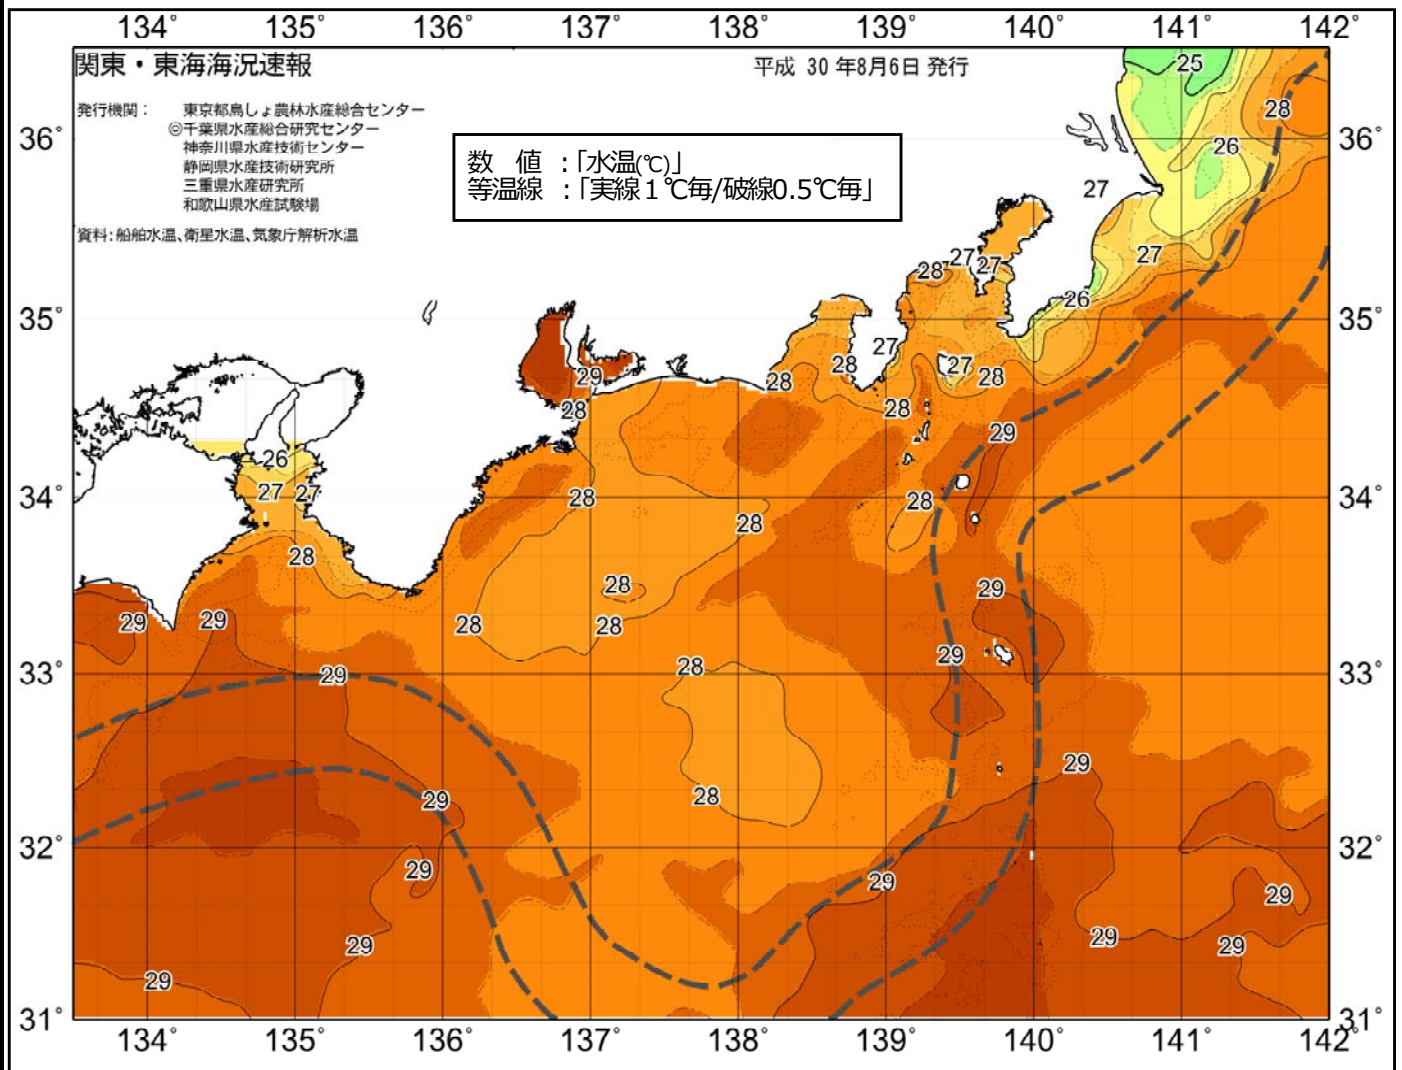 134 135 136 137 138 139 140 141 142
関東・東海海況速報
平成 30 年8月6日 発行
発行機関： 東京都島しょ農林水産総合センター
◎千葉県水産総合研究センター
神奈川県水産技術センター
静岡県水産技術研究所
三重県水産研究所
和歌山県水産試験場
資料：船舶水温、衛星水温、気象庁解析水温
数 値 ：「水温(℃)」
等温線 ：「実線１℃毎/破線0.5℃毎」
25
28
36° 36°
26
27
27
27
28 27
26
35° 35°
27
28 27
29 28 28
28 28
29
26
27 27 28 28 34° 34°
28
28
28 29
29 29 28 28
29
33° 29 28 33°
29
29 28
32° 32°
29 29
29
29 29 29
29
31° 31°
134 135 136 137 138 139 140 141 142°